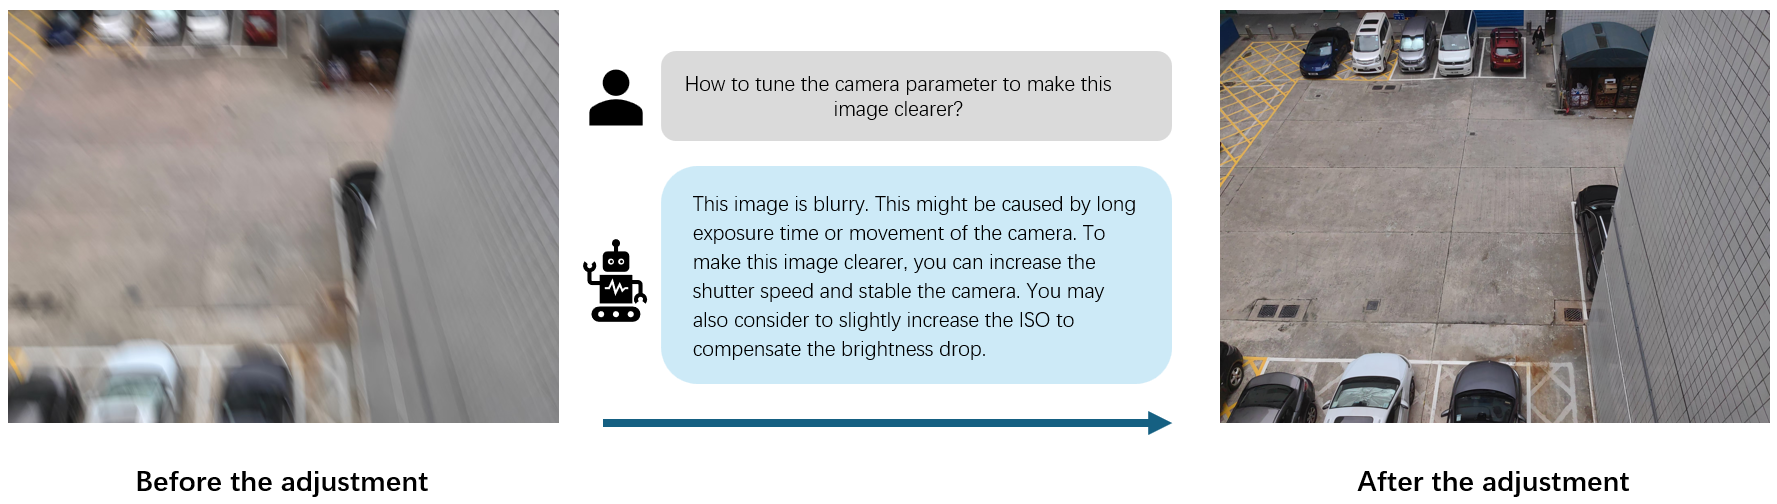 How to tune the camera parameter to make this
image clearer?
This image is blurry. This might be caused by long
exposure time or movement of the camera. To
make this image clearer, you can increase the
shutter speed and stable the camera. You may
also consider to slightly increase the ISO to
compensate the brightness drop.
Before the adjustment
After the adjustment